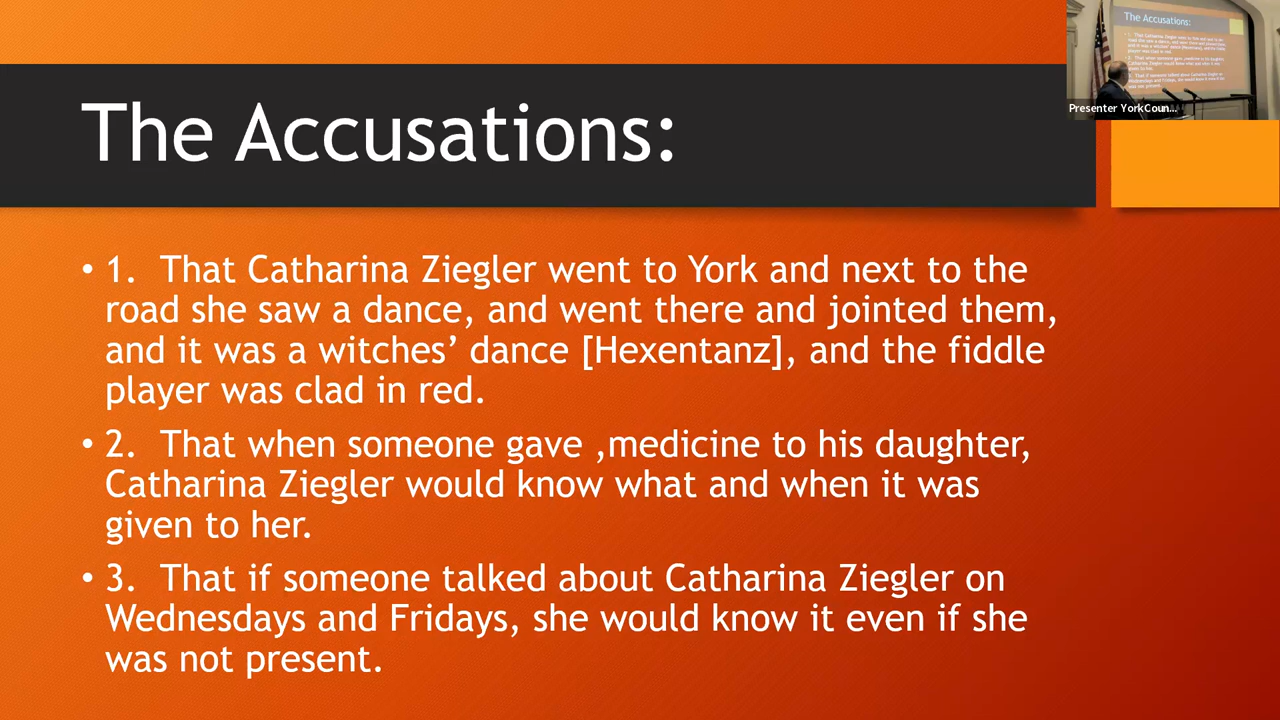 The Accusations:
Presenter YorkCoun...
The Accusations:
• 1. That Catharina Ziegler went to York and next to the
road she saw a dance, and went there and jointed them,
and it was a witches’ dance [Hexentanz], and the fiddle
player was clad in red.
• 2. That when someone gave ,medicine to his daughter,
Catharina Ziegler would know what and when it was
given to her.
• 3. That if someone talked about Catharina Ziegler on
Wednesdays and Fridays, she would know it even if she
was not present.